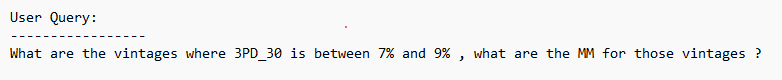 User Query:
-----------------
What are the vintages where 3PD_30 is between 7% and 9% , what are the MM for those vintages ?